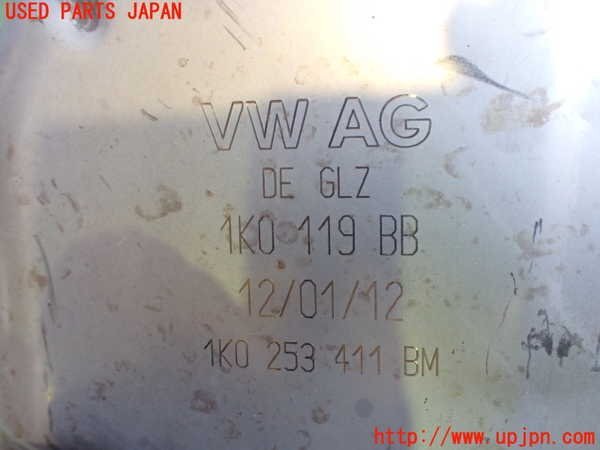 USED PARTS JAPAN
VW AG
DE GLZ
1K0 119 BB
12/01/12
1K0 253 411 BM
http://www.upjpn.com/